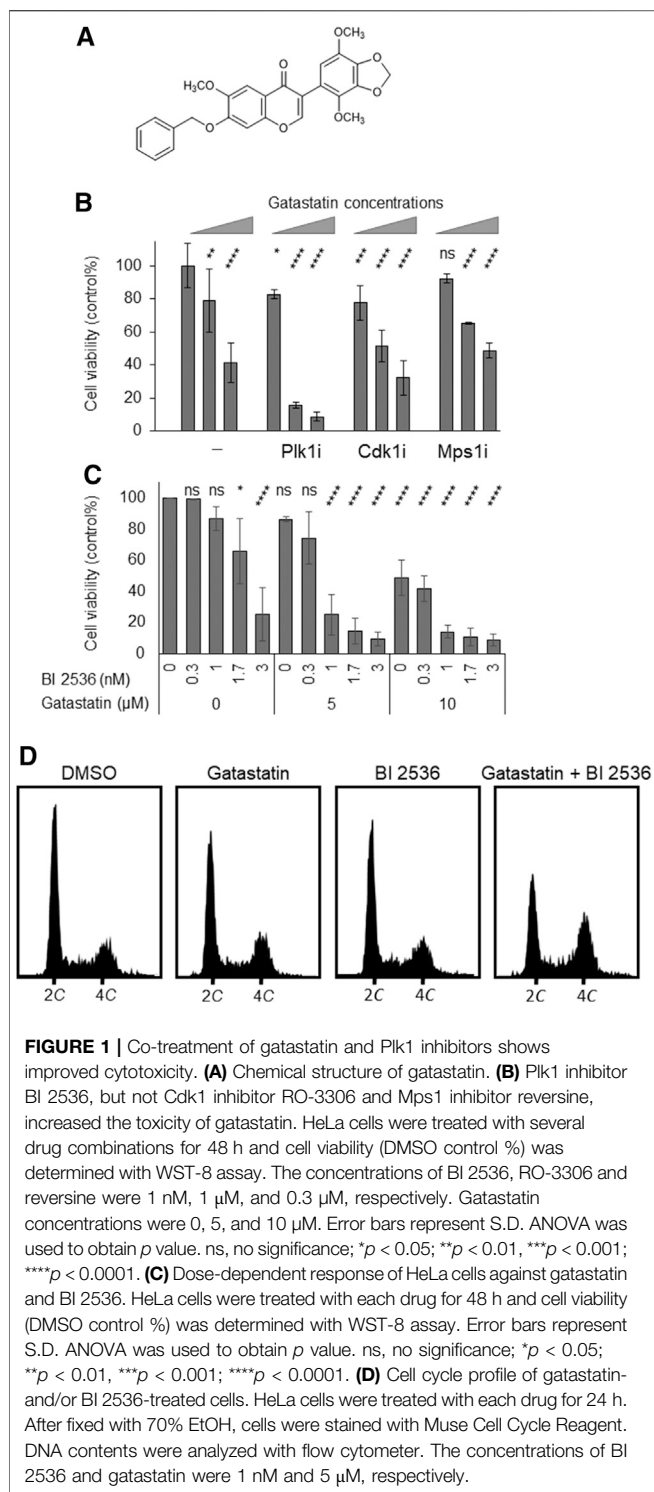 A
OCH₃
O
H₃CO
O
O
O
O
OCH₃
B
Gatastatin concentrations
** **** * **** **** *** **** **** ns **** ****
Cell viability (control%)
100
80
60
40
20
0
– Plk1i Cdk1i Mps1i
C
ns ns * **** ns ns **** **** **** **** **** **** **** ****
Cell viability (control%)
100
80
60
40
20
0
BI 2536 (nM) 0 0.3 1 1.7 3 0 0.3 1 1.7 3 0 0.3 1 1.7 3
Gatastatin (µM) 0 5 10
D
DMSO Gatastatin BI 2536 Gatastatin + BI 2536
2C 4C 2C 4C 2C 4C 2C 4C
FIGURE 1 | Co-treatment of gatastatin and Plk1 inhibitors shows
improved cytotoxicity. (A) Chemical structure of gatastatin. (B) Plk1 inhibitor
BI 2536, but not Cdk1 inhibitor RO-3306 and Mps1 inhibitor reversine,
increased the toxicity of gatastatin. HeLa cells were treated with several
drug combinations for 48 h and cell viability (DMSO control %) was
determined with WST-8 assay. The concentrations of BI 2536, RO-3306 and
reversine were 1 nM, 1 µM, and 0.3 µM, respectively. Gatastatin
concentrations were 0, 5, and 10 µM. Error bars represent S.D. ANOVA was
used to obtain p value. ns, no significance; *p < 0.05; **p < 0.01, ***p < 0.001;
****p < 0.0001. (C) Dose-dependent response of HeLa cells against gatastatin
and BI 2536. HeLa cells were treated with each drug for 48 h and cell viability
(DMSO control %) was determined with WST-8 assay. Error bars represent
S.D. ANOVA was used to obtain p value. ns, no significance; *p < 0.05;
**p < 0.01, ***p < 0.001; ****p < 0.0001. (D) Cell cycle profile of gatastatin-
and/or BI 2536-treated cells. HeLa cells were treated with each drug for 24 h.
After fixed with 70% EtOH, cells were stained with Muse Cell Cycle Reagent.
DNA contents were analyzed with flow cytometer. The concentrations of BI
2536 and gatastatin were 1 nM and 5 µM, respectively.